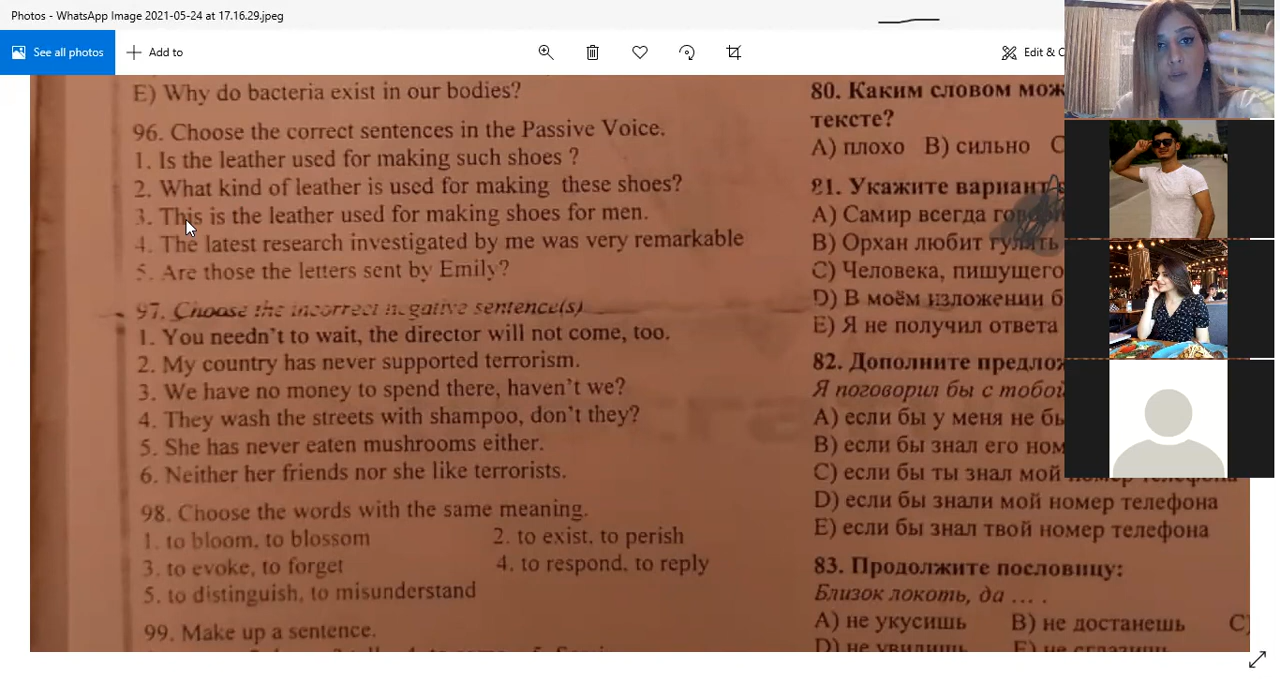 Photos - WhatsApp Image 2021-05-24 at 17.16.29.jpeg
See all photos
Add to
Edit & C
E) Why do bacteria exist in our bodies?
96. Choose the correct sentences in the Passive Voice.
1. Is the leather used for making such shoes ?
2. What kind of leather is used for making these shoes?
3. This is the leather used for making shoes for men.
4. The latest research investigated by me was very remarkable
5. Are those the letters sent by Emily?
97. Choose the incorrect negative sentence(s)
1. You needn't to wait, the director will not come, too.
2. My country has never supported terrorism.
3. We have no money to spend there, haven't we?
4. They wash the streets with shampoo, don't they?
5. She has never eaten mushrooms either.
6. Neither her friends nor she like terrorists.
98. Choose the words with the same meaning.
1. to bloom, to blossom
2. to exist, to perish
3. to evoke, to forget
4. to respond, to reply
5. to distinguish, to misunderstand
99. Make up a sentence.
80. Каким словом мож
тексте?
А) плохо В) сильно С
81. Укажите вариант
А) Самир всегда
В) Орхан любит гулять
С) Человека, пишущего
D) В моём изложении б
Е) Я не получил ответа
82. Дополните предлож
Я поговорил бы с тобой
А) если бы у меня не бы
В) если бы знал его ном
С) если бы ты знал мой номер телефона
D) если бы знали мой номер телефона
Е) если бы знал твой номер телефона
83. Продолжите пословицу:
Близок локоть, да ... .
А) не укусишь В) не достанешь С)
D) не увидишь